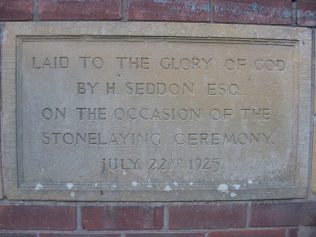 LAID TO THE GLORY OF GOD
BY H. SEDDON ESQ.
ON THE OCCASION OF THE
STONELAYING CEREMONY.
JULY 22ND 1925.